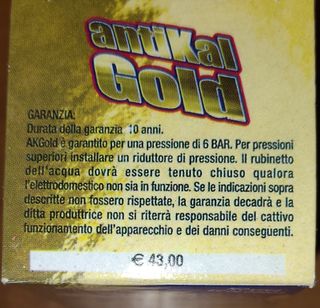 antiKal
Gold
GARANZIA:
Durata della garanzia 10 anni.
AKGold è garantito per una pressione di 6 BAR. Per pressioni
superiori installare un riduttore di pressione. Il rubinetto
dell'acqua dovrà essere tenuto chiuso qualora
l'elettrodomestico non sia in funzione. Se le indicazioni sopra
descritte non fossero rispettate, la garanzia decadrà e la
ditta produttrice non si riterrà responsabile del cattivo
funzionamento dell'apparecchio e dei danni conseguenti.
€ 43,00